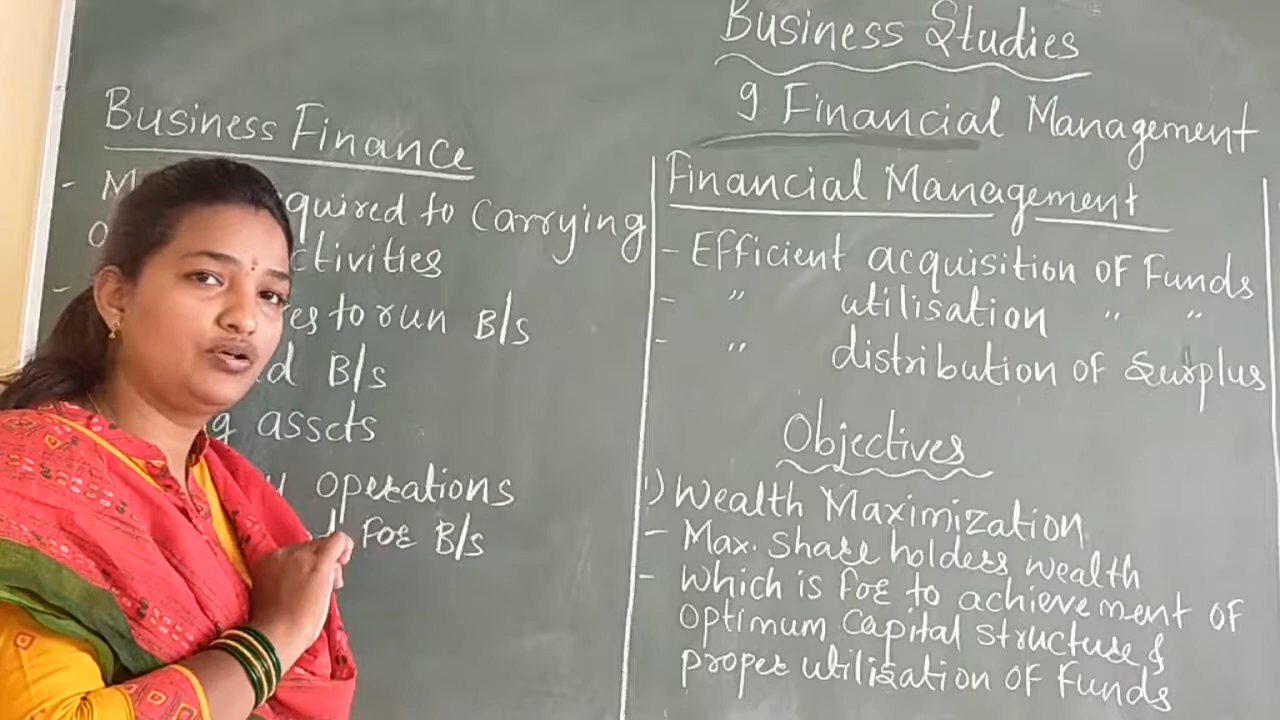 Business Studies
9 Financial Management
Business Finance
- quired to Carrying
ctivities
- es to run B/s
d B/s
g assets
operations
For B/s
Financial Management
- Efficient acquisition of Funds
- " utilisation " "
- " distribution of Surplus
Objectives
1) Wealth Maximization
- Max. Share holders wealth
- Which is for to achievement of
optimum Capital structure &
proper utilisation of Funds